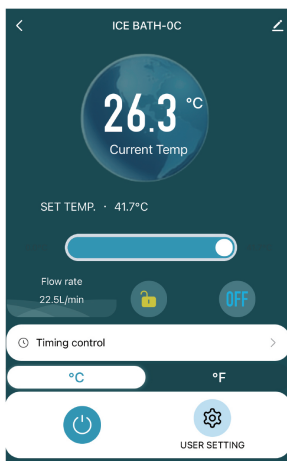 ICE BATH-0C
26.3 °C
Current Temp
SET TEMP. · 41.7°C
Flow rate
22.5L/min
OFF
Timing control
°C °F
USER SETTING